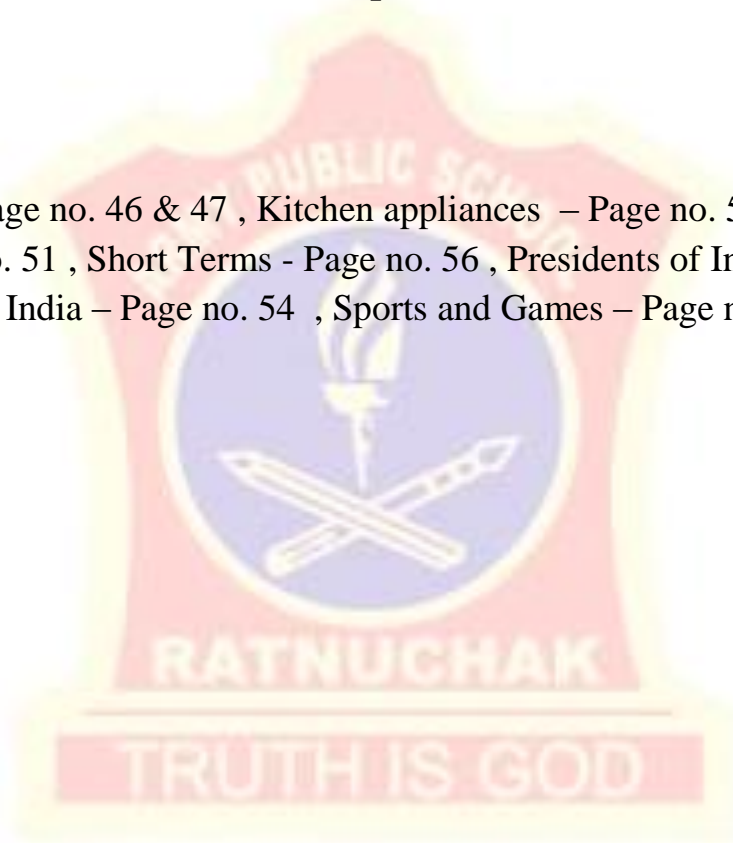 PUBLIC SCHOOL
age no. 46 & 47 , Kitchen appliances – Page no. 5
. 51 , Short Terms - Page no. 56 , Presidents of In
India – Page no. 54 , Sports and Games – Page n
RATNUCHAK
TRUTH IS GOD